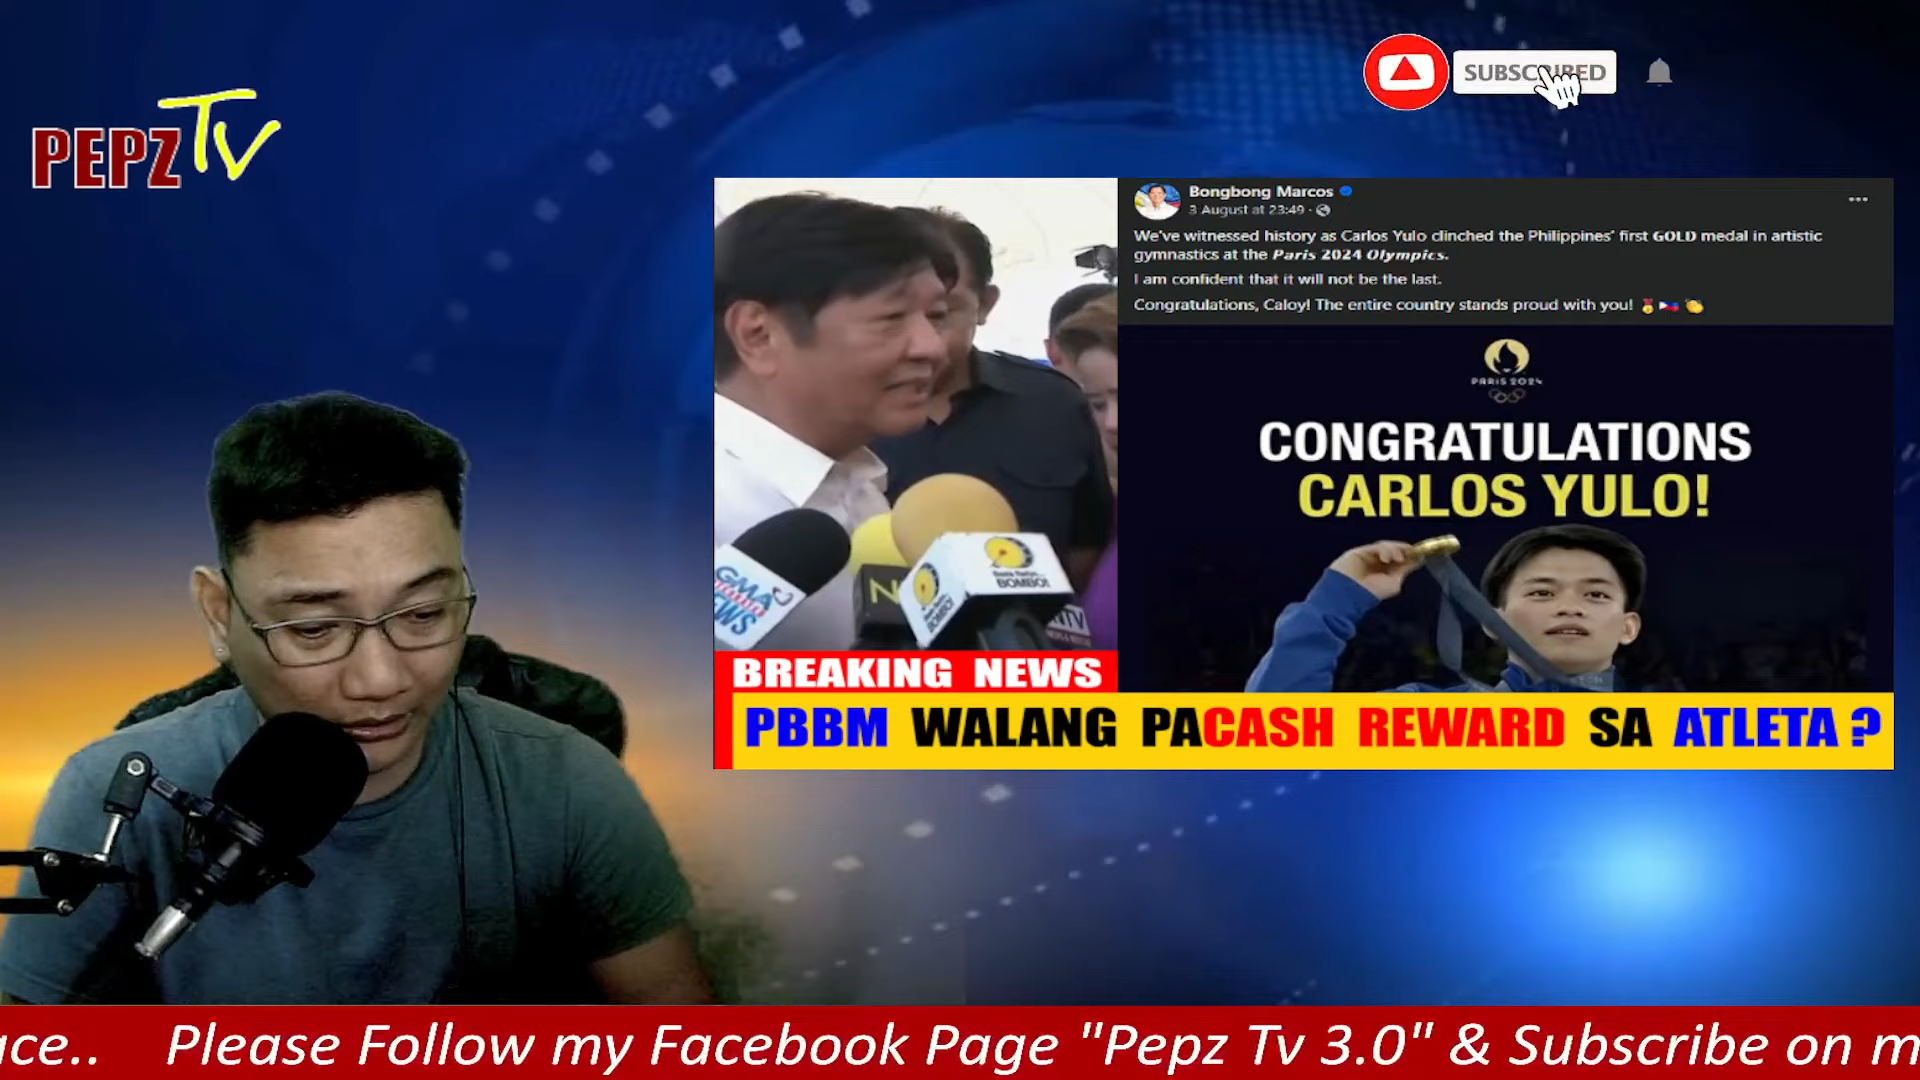 PEPZ TV
SUBSCRIBED
Bongbong Marcos
3 August at 23:49 ·
We've witnessed history as Carlos Yulo clinched the Philippines' first GOLD medal in artistic
gymnastics at the Paris 2024 Olympics.
I am confident that it will not be the last.
Congratulations, Caloy! The entire country stands proud with you! 🏅🇵🇭👏
PARIS 2024
CONGRATULATIONS
CARLOS YULO!
GMA
NEWS
BOMBO!
BOMBO!
NTV
BREAKING NEWS
PBBM WALANG PACASH REWARD SA ATLETA ?
ace.. Please Follow my Facebook Page "Pepz Tv 3.0" & Subscribe on m